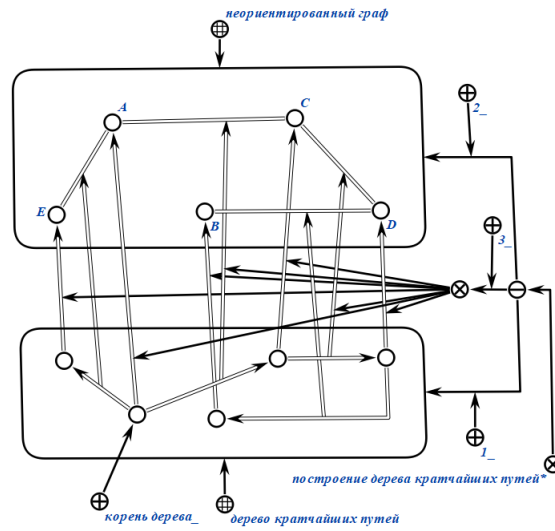 неориентированный граф
A
C
2_
E
B
D
3_
1_
построение дерева кратчайших путей*
корень дерева_
дерево кратчайших путей